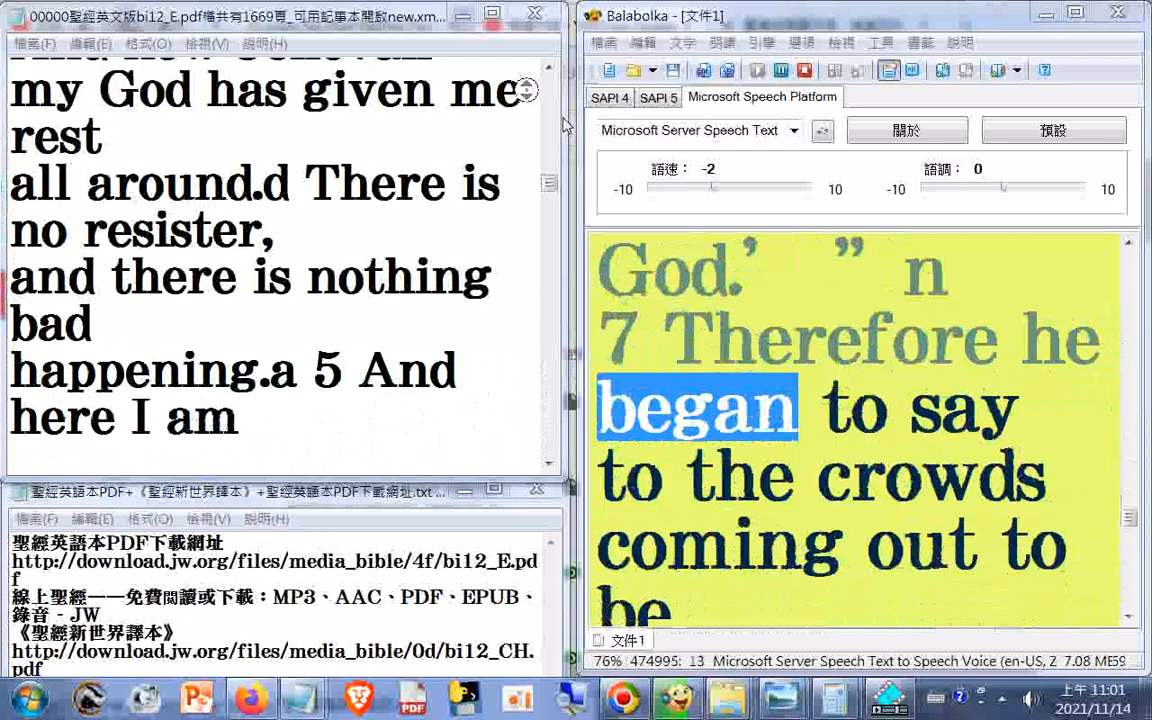 00000聖經英文版bi12_E.pdf檔共有1669頁_可用記事本開啟new.xm...
檔案(F) 編輯(E) 格式(O) 檢視(V) 說明(H)
my God has given me
rest
all around.d There is
no resister,
and there is nothing
bad
happening.a 5 And
here I am
聖經英語本PDF+《聖經新世界譯本》+聖經英語本PDF下載網址.txt ...
檔案(F) 編輯(E) 格式(O) 檢視(V) 說明(H)
聖經英語本PDF下載網址
http://download.jw.org/files/media_bible/4f/bi12_E.pd
f
線上聖經——免費閱讀或下載：MP3、AAC、PDF、EPUB、
錄音 - JW
《聖經新世界譯本》
http://download.jw.org/files/media_bible/0d/bi12_CH.
pdf
Balabolka - [文件1]
檔案 編輯 文字 朗讀 引擎 選項 檢視 工具 書籤 說明
SAPI 4 SAPI 5 Microsoft Speech Platform
Microsoft Server Speech Text 關於 預設
語速： -2 語調： 0
-10 10 -10 10
God.’ ” n
7 Therefore he
began to say
to the crowds
coming out to
be
文件1
76% 474995: 13 Microsoft Server Speech Text to Speech Voice (en-US, Z 7.08 ME59
PDF
上午 11:01
2021/11/14